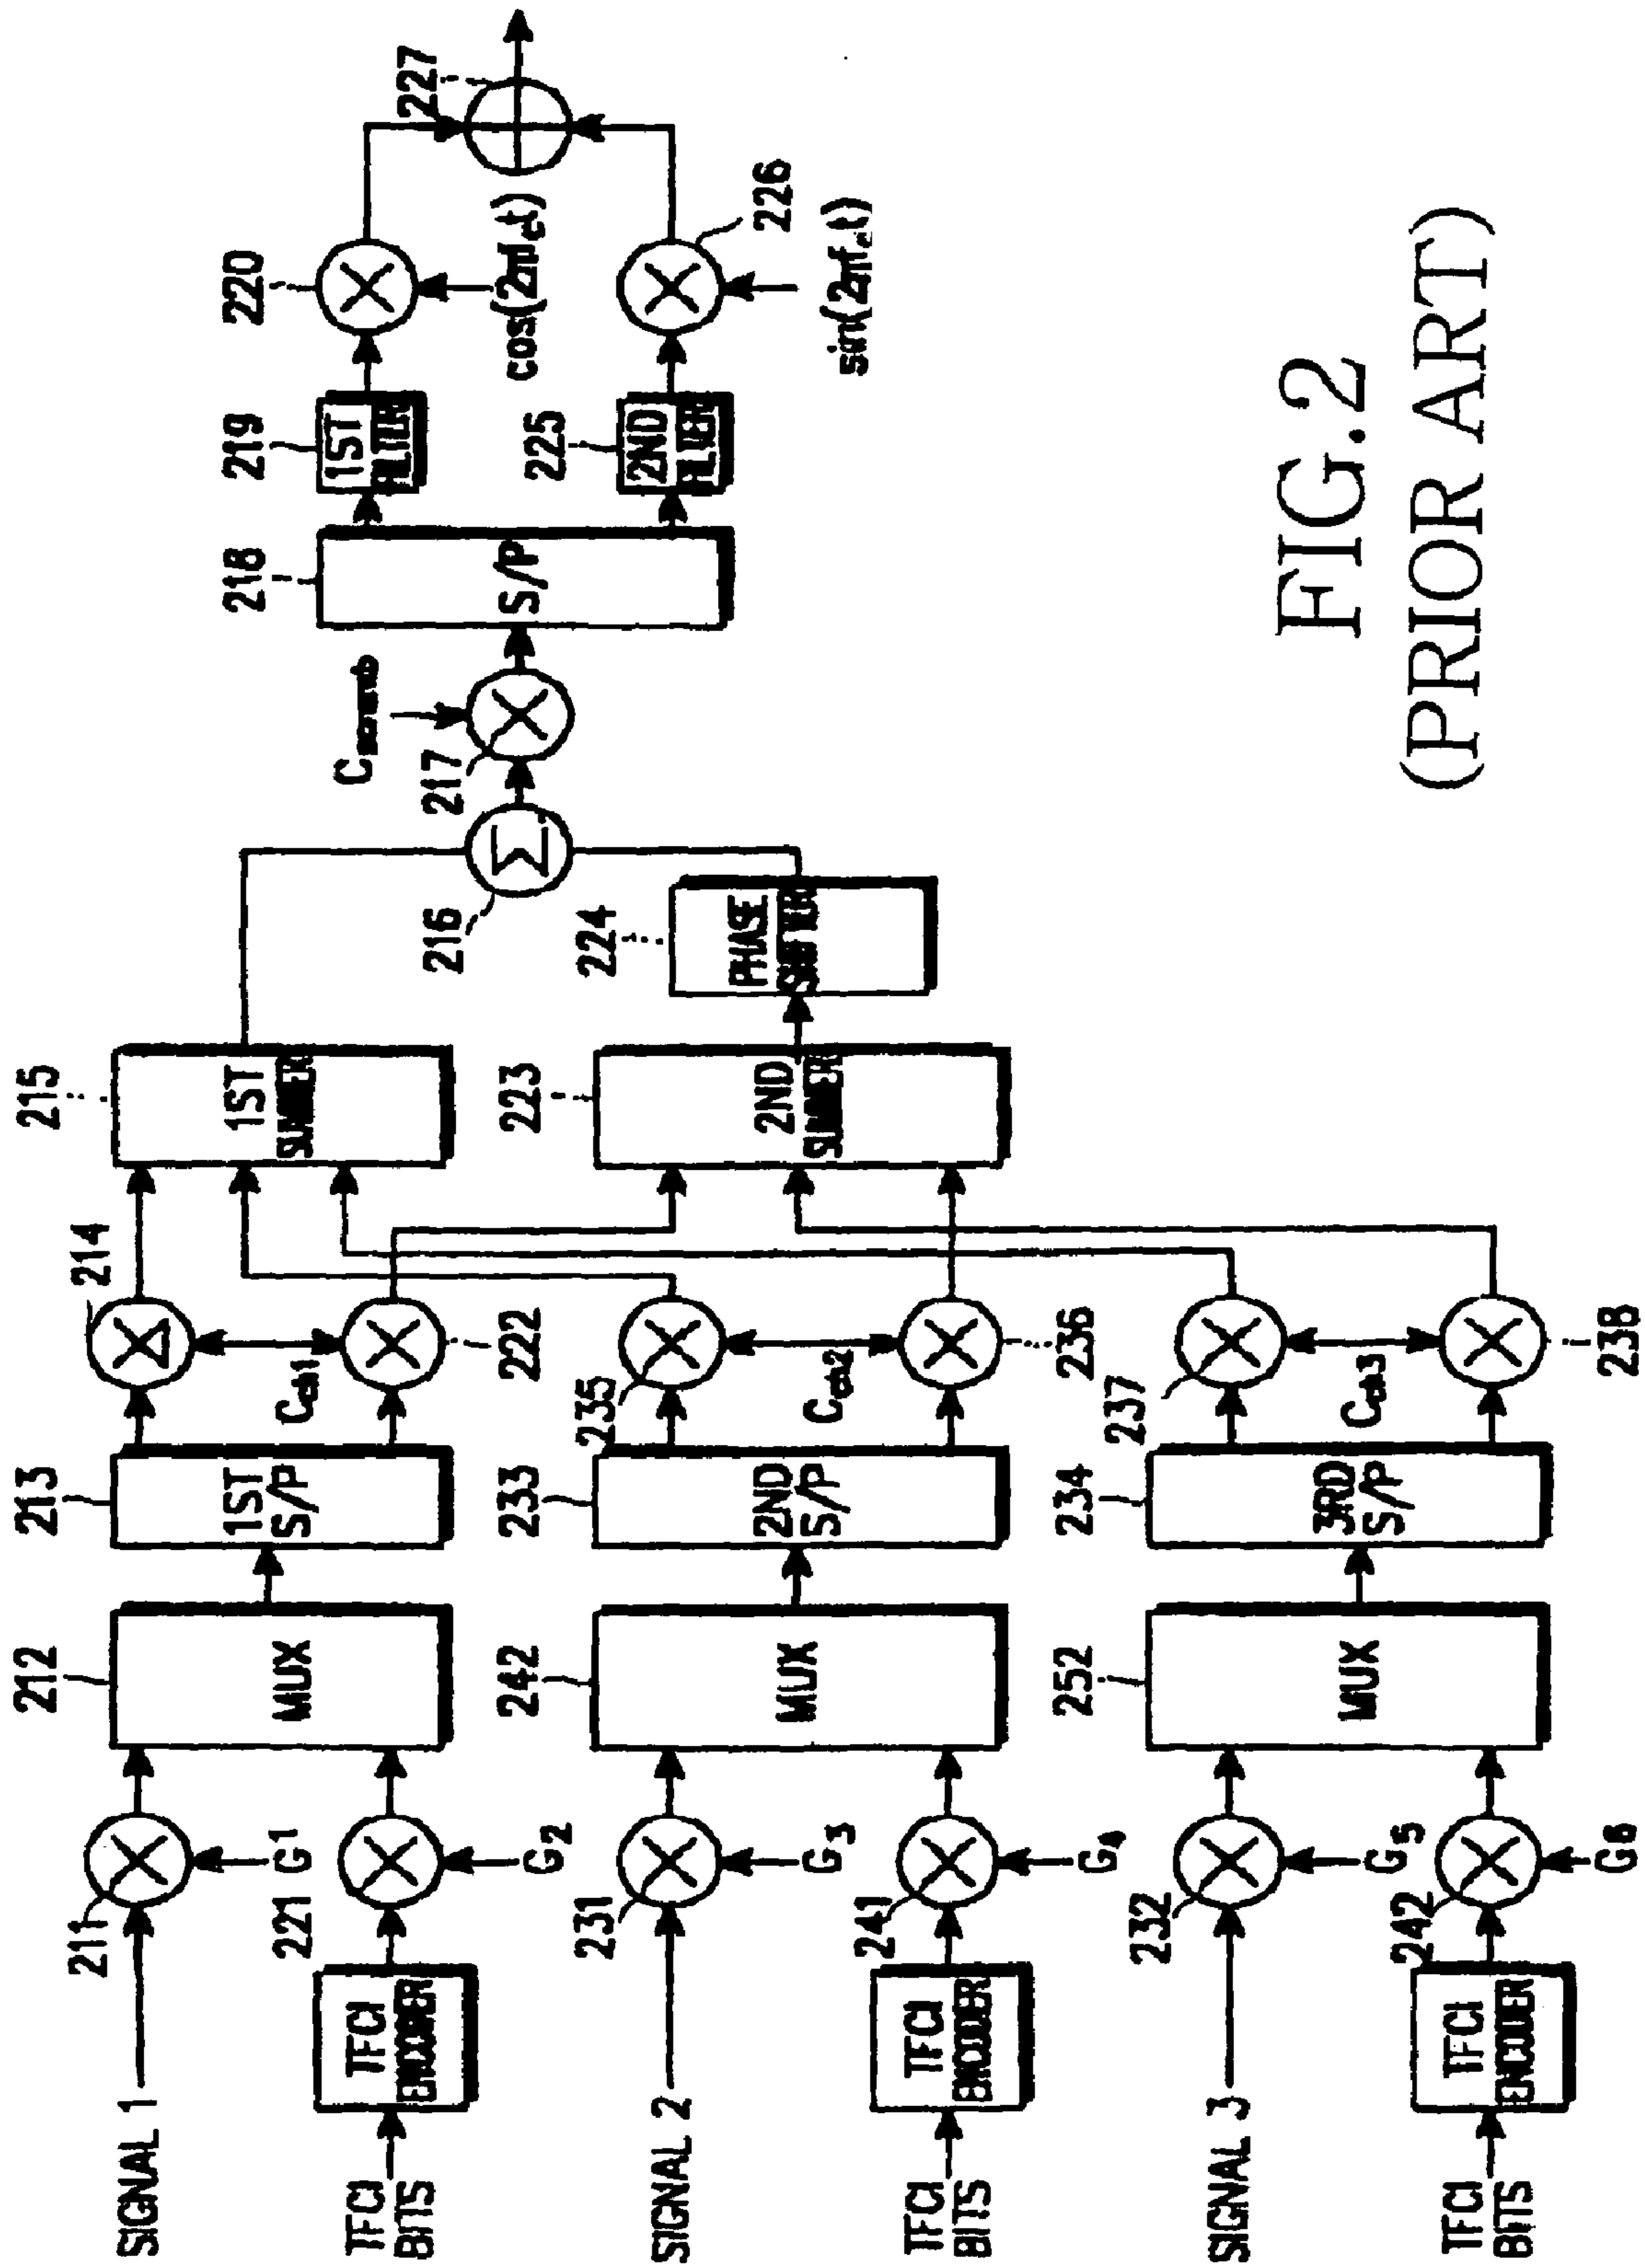 SIGNAL 1
211
G1
212
MUX
213
1ST
S/P
214
Cch1
222
215
1ST
SUMMER
TFCI
BITS
TFCI
ENCODER
221
G2
SIGNAL 2
231
G3
242
MUX
233
2ND
S/P
235
Cch2
236
223
2ND
SUMMER
224
PHASE
SHIFTER
TFCI
BITS
TFCI
ENCODER
241
G4
SIGNAL 3
232
G5
252
MUX
234
3RD
S/P
237
Cch3
238
TFCI
BITS
TFCI
ENCODER
242
G6
216
Σ
217
Cscramb
218
S/P
219
1ST
FILTER
220
cos(2πfct)
225
2ND
FILTER
226
sin(2πfct)
227
FIG.2
(PRIOR ART)